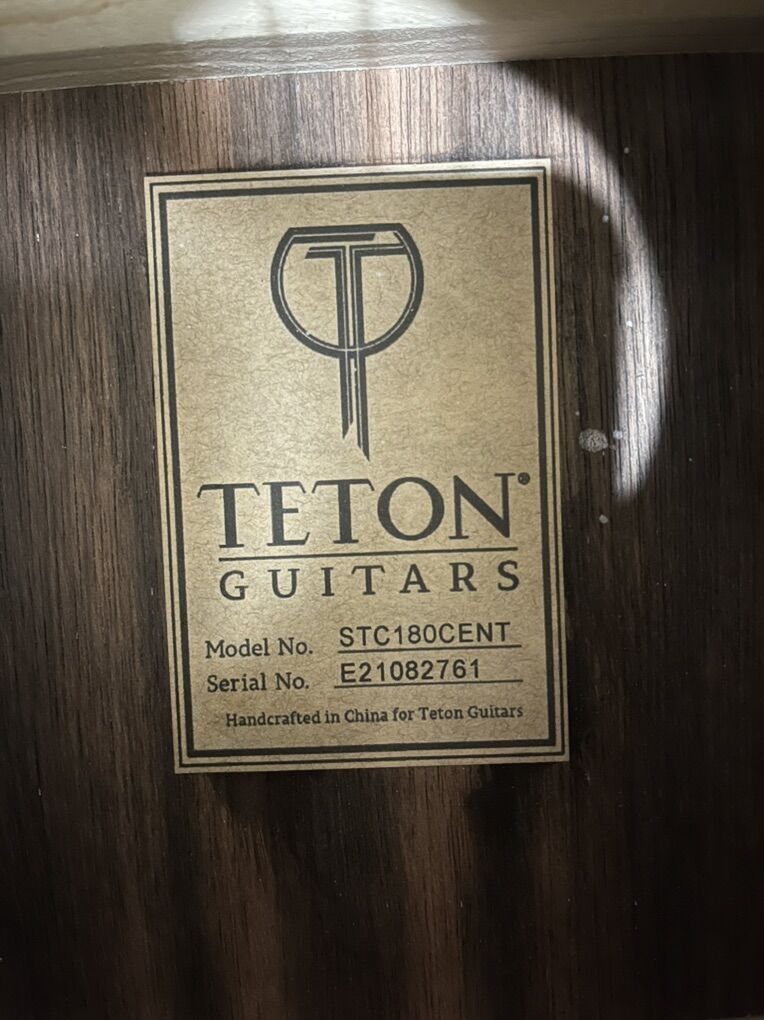 TETON®
GUITARS
Model No. STC180CENT
Serial No. E21082761
Handcrafted in China for Teton Guitars